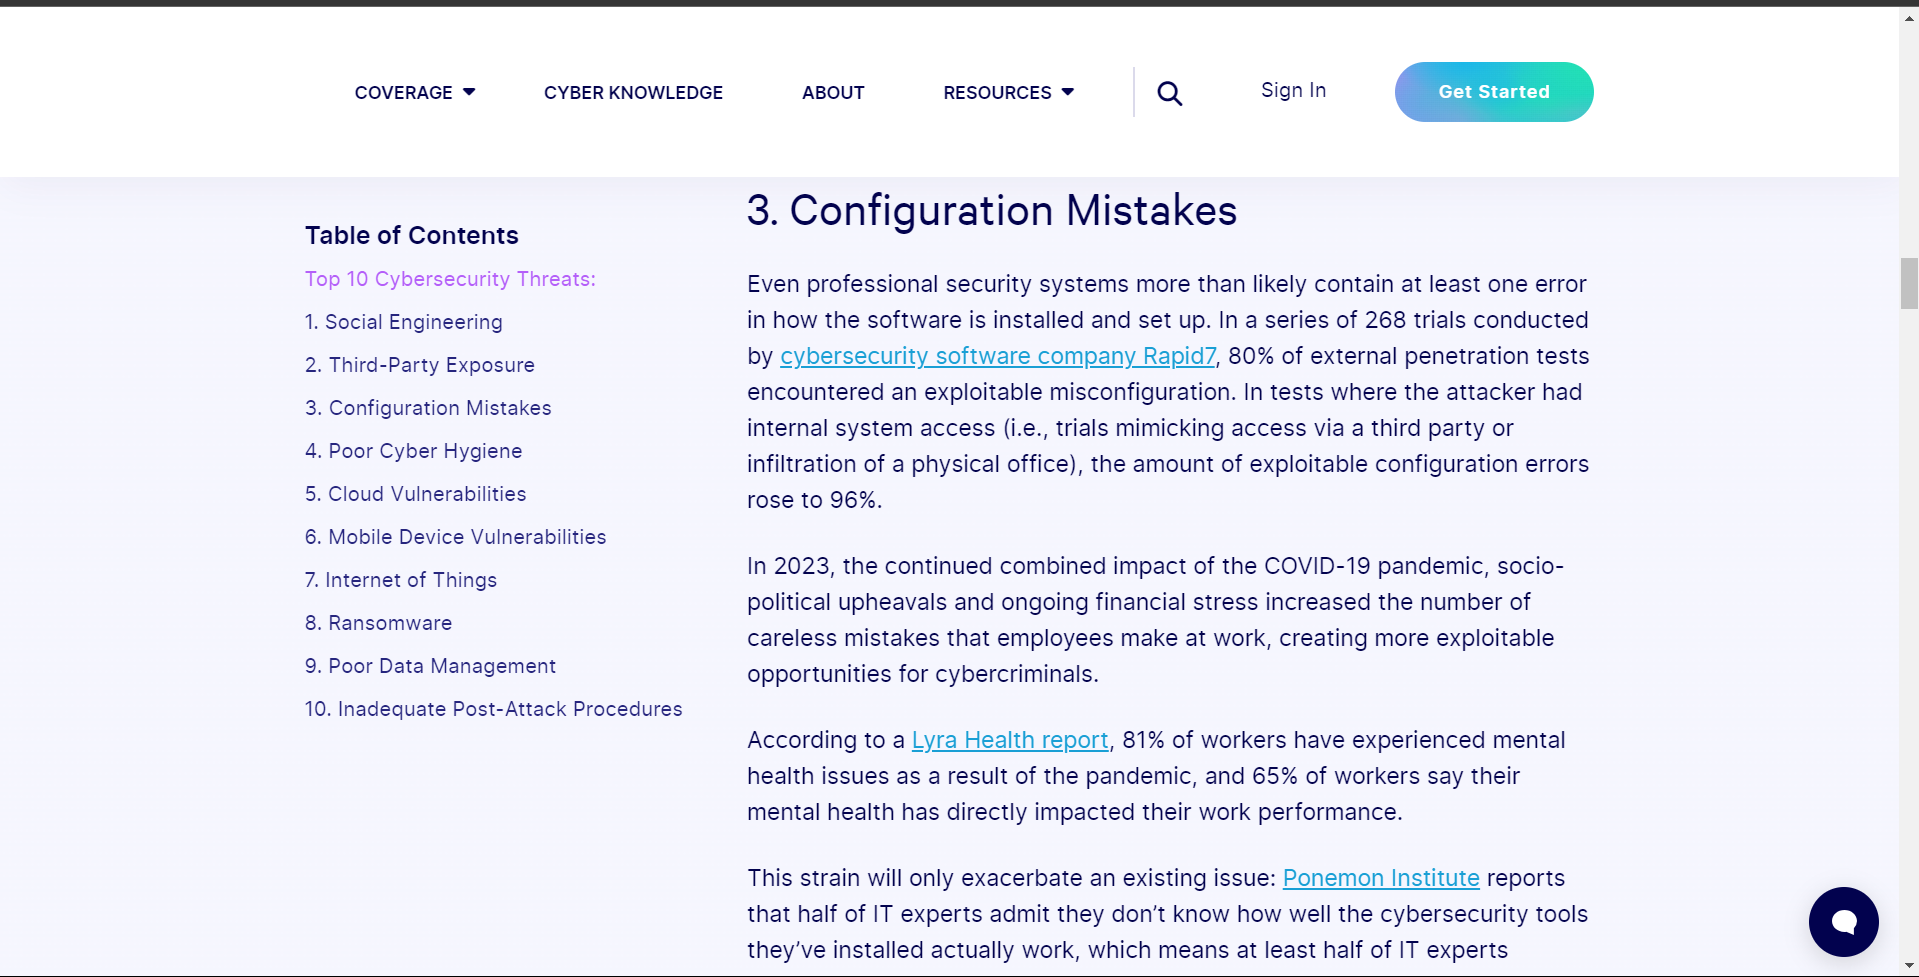 COVERAGE
CYBER KNOWLEDGE
ABOUT
RESOURCES
Sign In
Get Started
Table of Contents
Top 10 Cybersecurity Threats:
1. Social Engineering
2. Third-Party Exposure
3. Configuration Mistakes
4. Poor Cyber Hygiene
5. Cloud Vulnerabilities
6. Mobile Device Vulnerabilities
7. Internet of Things
8. Ransomware
9. Poor Data Management
10. Inadequate Post-Attack Procedures
3. Configuration Mistakes
Even professional security systems more than likely contain at least one error
in how the software is installed and set up. In a series of 268 trials conducted
by cybersecurity software company Rapid7, 80% of external penetration tests
encountered an exploitable misconfiguration. In tests where the attacker had
internal system access (i.e., trials mimicking access via a third party or
infiltration of a physical office), the amount of exploitable configuration errors
rose to 96%.
In 2023, the continued combined impact of the COVID-19 pandemic, socio-
political upheavals and ongoing financial stress increased the number of
careless mistakes that employees make at work, creating more exploitable
opportunities for cybercriminals.
According to a Lyra Health report, 81% of workers have experienced mental
health issues as a result of the pandemic, and 65% of workers say their
mental health has directly impacted their work performance.
This strain will only exacerbate an existing issue: Ponemon Institute reports
that half of IT experts admit they don’t know how well the cybersecurity tools
they’ve installed actually work, which means at least half of IT experts